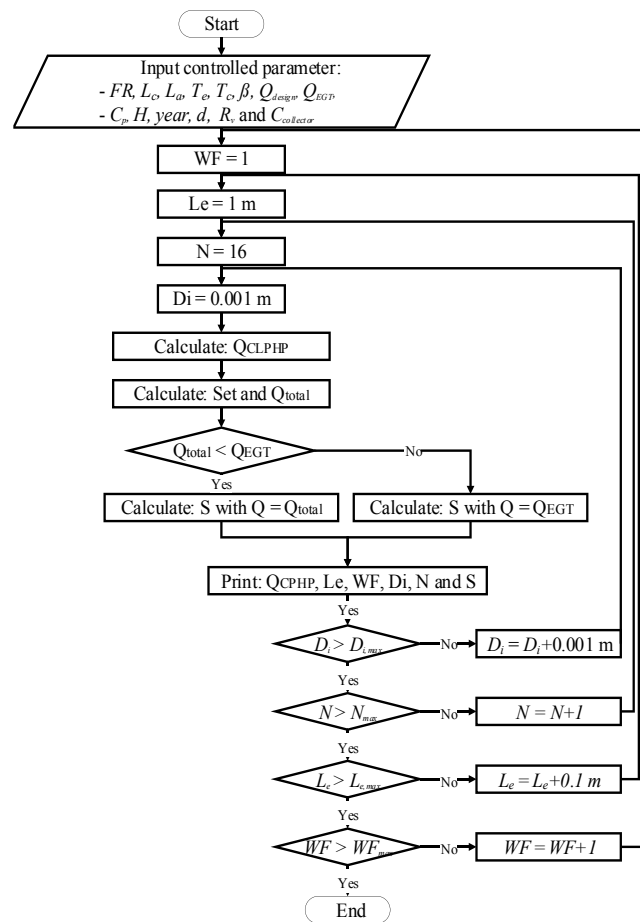 Start
Input controlled parameter:
- FR, Lc, La, Te, Tc, β, Qdesign, QEGT,
- Cp, H, year, d, Rv and Ccollector
WF = 1
Le = 1 m
N = 16
Di = 0.001 m
Calculate: QCLPHP
Calculate: Set and Qtotal
Qtotal < QEGT
No
Yes
Calculate: S with Q = Qtotal
Calculate: S with Q = QEGT
Print: QCPHP, Le, WF, Di, N and S
Yes
Di > Di,max
No
Di = Di+0.001 m
Yes
N > Nmax
No
N = N+1
Yes
Le > Le,max
No
Le = Le+0.1 m
Yes
WF > WFmax
No
WF = WF+1
Yes
End